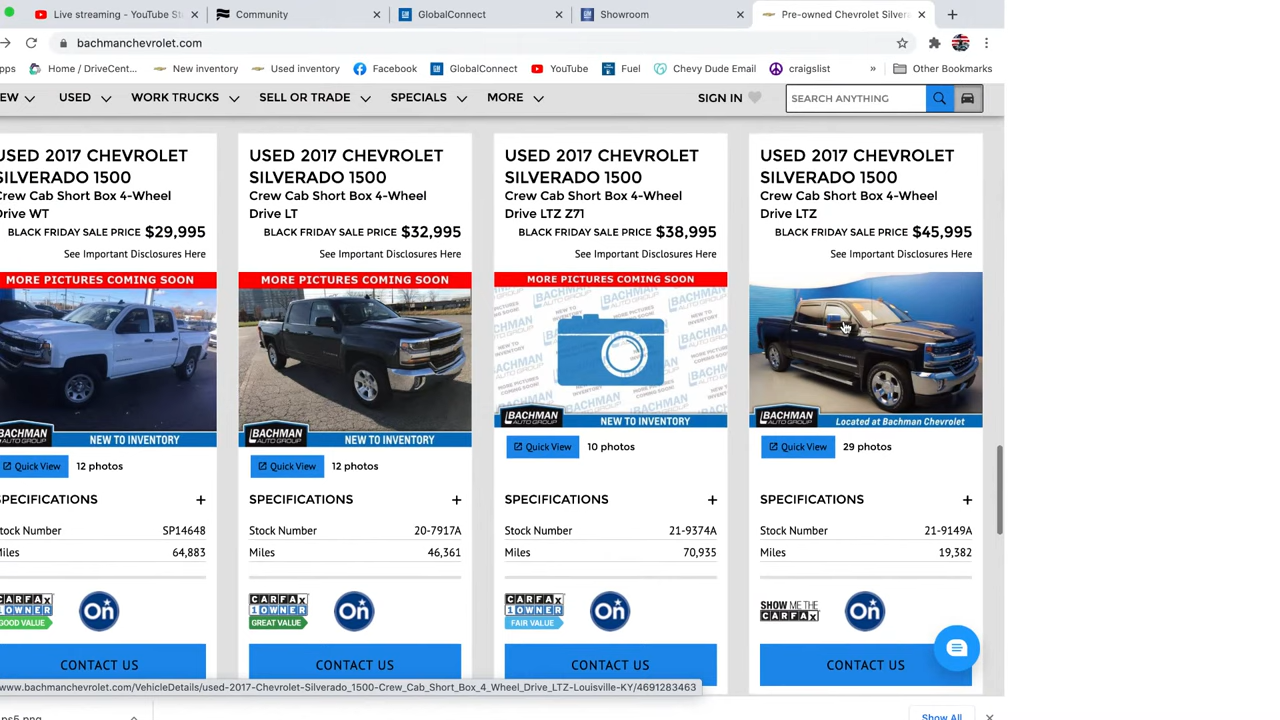 Live streaming - YouTube St
Community
GlobalConnect
Showroom
Pre-owned Chevrolet Silvera
bachmanchevrolet.com
pps
Home / DriveCent...
New inventory
Used inventory
Facebook
GlobalConnect
YouTube
Fuel
Chevy Dude Email
craigslist
»
Other Bookmarks
EW
USED
WORK TRUCKS
SELL OR TRADE
SPECIALS
MORE
SIGN IN
SEARCH ANYTHING
USED 2017 CHEVROLET
SILVERADO 1500
Crew Cab Short Box 4-Wheel
Drive WT
BLACK FRIDAY SALE PRICE $29,995
See Important Disclosures Here
MORE PICTURES COMING SOON
BACHMAN
AUTO GROUP
NEW TO INVENTORY
Quick View
12 photos
SPECIFICATIONS +
Stock Number SP14648
Miles 64,883
CARFAX
1 OWNER
GOOD VALUE
On
CONTACT US
USED 2017 CHEVROLET
SILVERADO 1500
Crew Cab Short Box 4-Wheel
Drive LT
BLACK FRIDAY SALE PRICE $32,995
See Important Disclosures Here
MORE PICTURES COMING SOON
BACHMAN
AUTO GROUP
NEW TO INVENTORY
Quick View
12 photos
SPECIFICATIONS +
Stock Number 20-7917A
Miles 46,361
CARFAX
1 OWNER
GREAT VALUE
On
CONTACT US
USED 2017 CHEVROLET
SILVERADO 1500
Crew Cab Short Box 4-Wheel
Drive LTZ Z71
BLACK FRIDAY SALE PRICE $38,995
See Important Disclosures Here
MORE PICTURES COMING SOON
BACHMAN
AUTO GROUP
NEW TO INVENTORY
Quick View
10 photos
SPECIFICATIONS +
Stock Number 21-9374A
Miles 70,935
CARFAX
1 OWNER
FAIR VALUE
On
CONTACT US
USED 2017 CHEVROLET
SILVERADO 1500
Crew Cab Short Box 4-Wheel
Drive LTZ
BLACK FRIDAY SALE PRICE $45,995
See Important Disclosures Here
BACHMAN
AUTO GROUP
Located at Bachman Chevrolet
Quick View
29 photos
SPECIFICATIONS +
Stock Number 21-9149A
Miles 19,382
SHOW ME THE
CARFAX
On
CONTACT US
www.bachmanchevrolet.com/VehicleDetails/used-2017-Chevrolet-Silverado_1500-Crew_Cab_Short_Box_4_Wheel_Drive_LTZ-Louisville-KY/4691283463
ps5.png
Show All